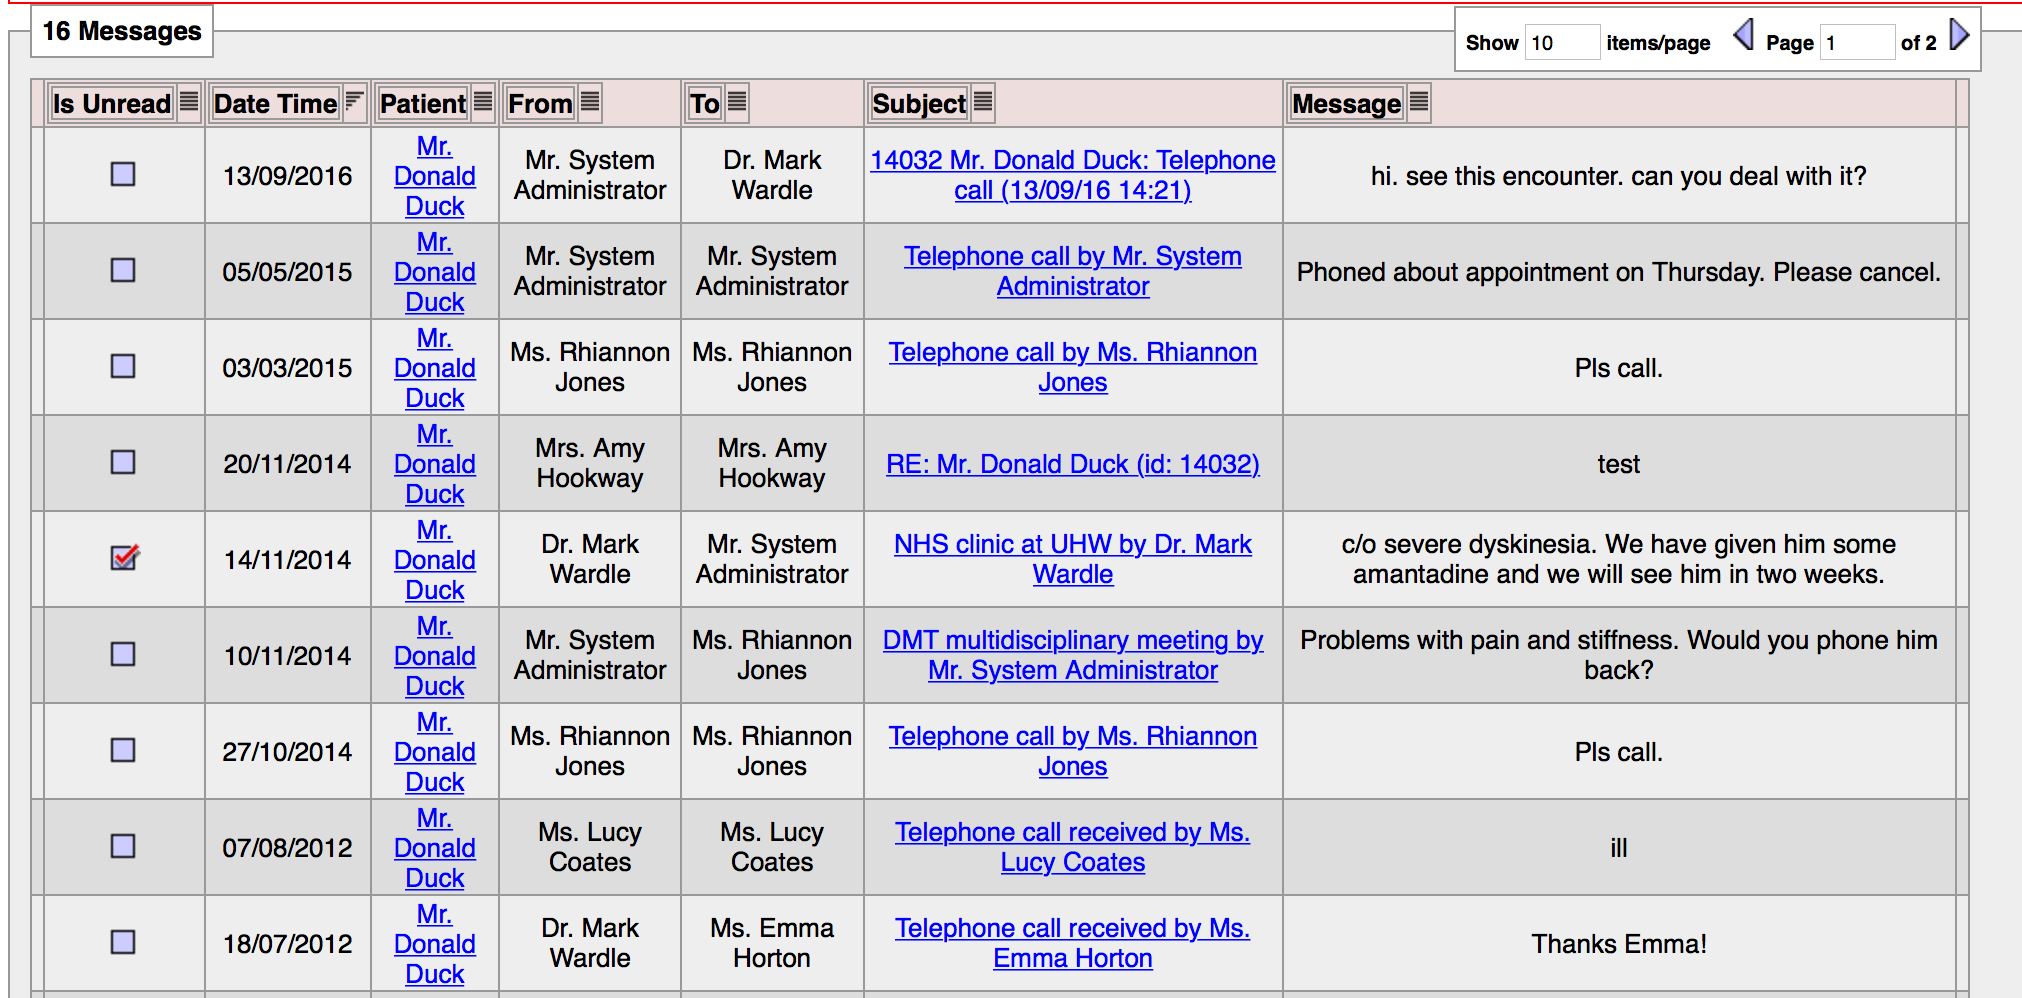 16 Messages
Show 10 items/page Page 1 of 2
Is Unread Date Time Patient From To Subject Message
Mr. Donald Duck
13/09/2016
Mr. System Administrator
Dr. Mark Wardle
14032 Mr. Donald Duck: Telephone call (13/09/16 14:21)
hi. see this encounter. can you deal with it?
05/05/2015
Mr. Donald Duck
Mr. System Administrator
Mr. System Administrator
Telephone call by Mr. System Administrator
Phoned about appointment on Thursday. Please cancel.
03/03/2015
Mr. Donald Duck
Ms. Rhiannon Jones
Ms. Rhiannon Jones
Telephone call by Ms. Rhiannon Jones
Pls call.
20/11/2014
Mr. Donald Duck
Mrs. Amy Hookway
Mrs. Amy Hookway
RE: Mr. Donald Duck (id: 14032)
test
14/11/2014
Mr. Donald Duck
Dr. Mark Wardle
Mr. System Administrator
NHS clinic at UHW by Dr. Mark Wardle
c/o severe dyskinesia. We have given him some amantadine and we will see him in two weeks.
10/11/2014
Mr. Donald Duck
Mr. System Administrator
Ms. Rhiannon Jones
DMT multidisciplinary meeting by Mr. System Administrator
Problems with pain and stiffness. Would you phone him back?
27/10/2014
Mr. Donald Duck
Ms. Rhiannon Jones
Ms. Rhiannon Jones
Telephone call by Ms. Rhiannon Jones
Pls call.
07/08/2012
Mr. Donald Duck
Ms. Lucy Coates
Ms. Lucy Coates
Telephone call received by Ms. Lucy Coates
ill
18/07/2012
Mr. Donald Duck
Dr. Mark Wardle
Ms. Emma Horton
Telephone call received by Ms. Emma Horton
Thanks Emma!